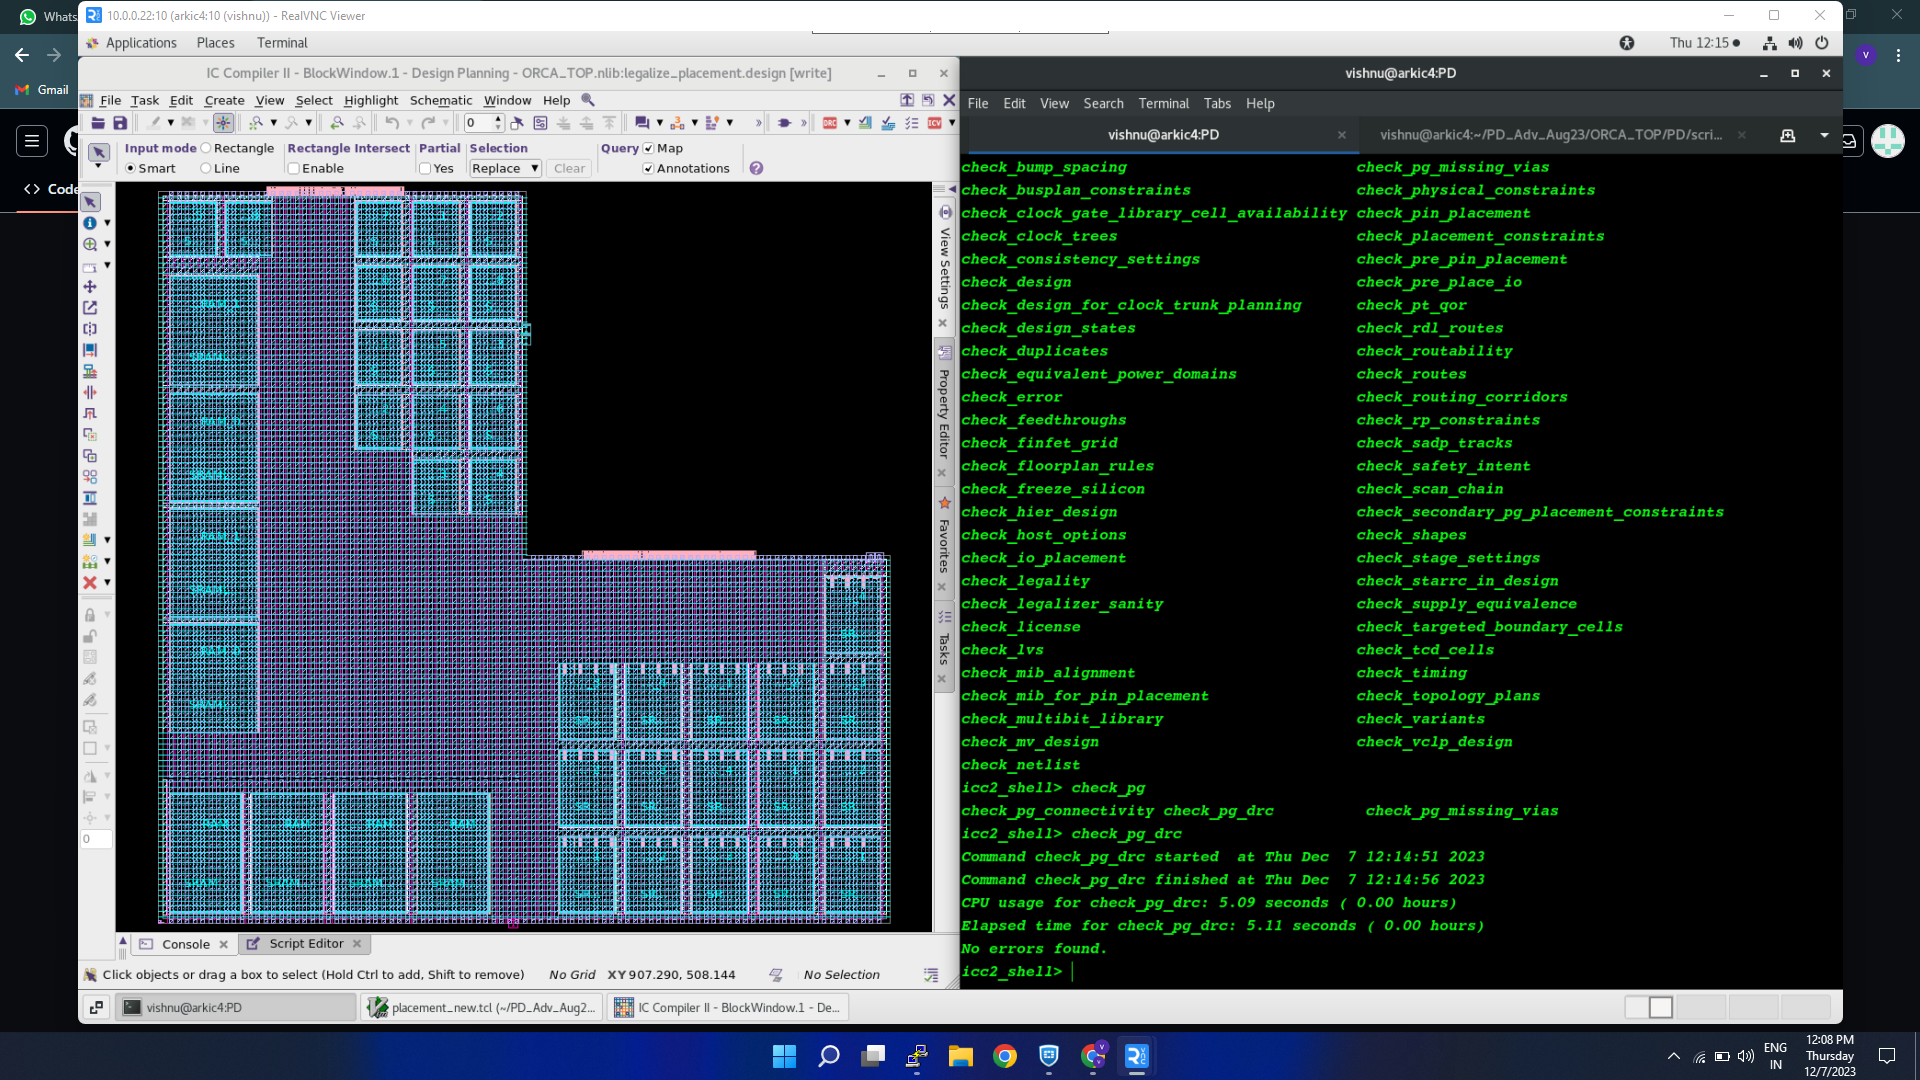 Whats
10.0.0.22:10 (arkic4:10 (vishnu)) - RealVNC Viewer
Applications Places Terminal
Thu 12:15
Gmail
Code
IC Compiler II - BlockWindow.1 - Design Planning - ORCA_TOP.nlib:legalize_placement.design [write]
File Task Edit Create View Select Highlight Schematic Window Help
0
Input mode Rectangle Rectangle Intersect Partial Selection Query Map
Smart Line Enable Yes Replace Clear Annotations
View Settings
Property Editor
Favorites
Tasks
0
Console Script Editor
Click objects or drag a box to select (Hold Ctrl to add, Shift to remove) No Grid XY 907.290, 508.144 No Selection
vishnu@arkic4:PD
File Edit View Search Terminal Tabs Help
vishnu@arkic4:PD vishnu@arkic4:~/PD_Adv_Aug23/ORCA_TOP/PD/scri...
check_bump_spacing check_pg_missing_vias
check_busplan_constraints check_physical_constraints
check_clock_gate_library_cell_availability check_pin_placement
check_clock_trees check_placement_constraints
check_consistency_settings check_pre_pin_placement
check_design check_pre_place_io
check_design_for_clock_trunk_planning check_pt_qor
check_design_states check_rdl_routes
check_duplicates check_routability
check_equivalent_power_domains check_routes
check_error check_routing_corridors
check_feedthroughs check_rp_constraints
check_finfet_grid check_sadp_tracks
check_floorplan_rules check_safety_intent
check_freeze_silicon check_scan_chain
check_hier_design check_secondary_pg_placement_constraints
check_host_options check_shapes
check_io_placement check_stage_settings
check_legality check_starrc_in_design
check_legalizer_sanity check_supply_equivalence
check_license check_targeted_boundary_cells
check_lvs check_tcd_cells
check_mib_alignment check_timing
check_mib_for_pin_placement check_topology_plans
check_multibit_library check_variants
check_mv_design check_vclp_design
check_netlist
icc2_shell> check_pg
check_pg_connectivity check_pg_drc check_pg_missing_vias
icc2_shell> check_pg_drc
Command check_pg_drc started at Thu Dec 7 12:14:51 2023
Command check_pg_drc finished at Thu Dec 7 12:14:56 2023
CPU usage for check_pg_drc: 5.09 seconds ( 0.00 hours)
Elapsed time for check_pg_drc: 5.11 seconds ( 0.00 hours)
No errors found.
icc2_shell>
vishnu@arkic4:PD placement_new.tcl (~/PD_Adv_Aug2... IC Compiler II - BlockWindow.1 - De...
ENG
IN
12:08 PM
Thursday
12/7/2023